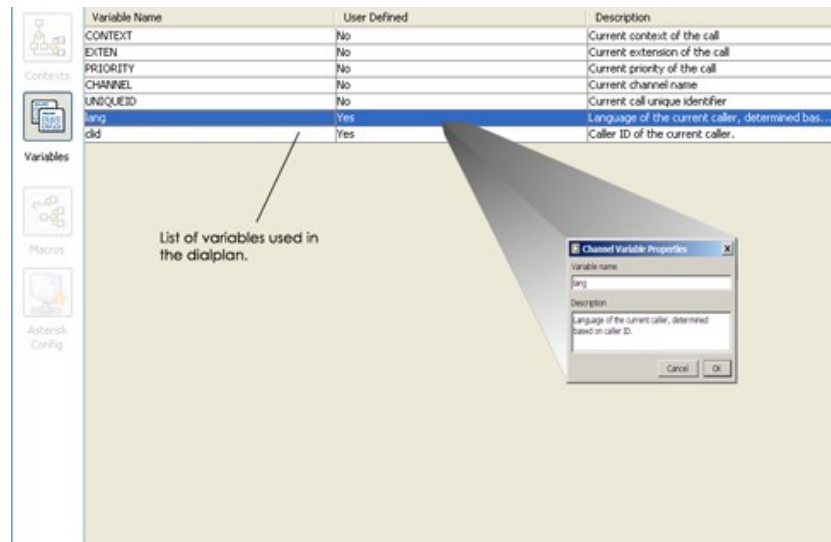 Variable Name User Defined Description
CONTEXT No Current context of the call
EXTEN No Current extension of the call
PRIORITY No Current priority of the call
CHANNEL No Current channel name
UNIQUEID No Current call unique identifier
lang Yes Language of the current caller, determined bas...
clid Yes Caller ID of the current caller.
Contexts
Variables
Macros
Asterisk
Config
List of variables used in
the dialplan.
Channel Variable Properties
Variable name
lang
Description
Language of the current caller, determined
based on caller ID.
Cancel OK